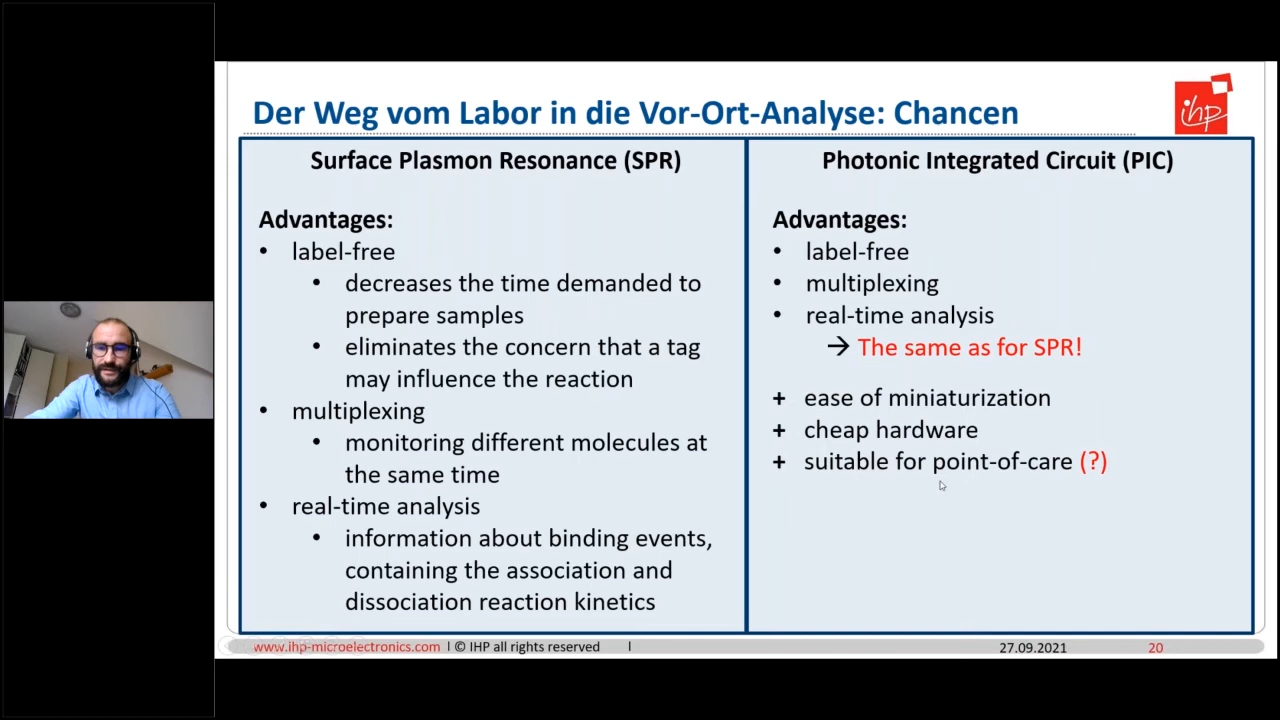 Der Weg vom Labor in die Vor-Ort-Analyse: Chancen
ihp
Surface Plasmon Resonance (SPR)
Advantages:
• label-free
• decreases the time demanded to
prepare samples
• eliminates the concern that a tag
may influence the reaction
• multiplexing
• monitoring different molecules at
the same time
• real-time analysis
• information about binding events,
containing the association and
dissociation reaction kinetics
Photonic Integrated Circuit (PIC)
Advantages:
• label-free
• multiplexing
• real-time analysis
→ The same as for SPR!
+ ease of miniaturization
+ cheap hardware
+ suitable for point-of-care (?)
www.ihp-microelectronics.com I © IHP all rights reserved I 27.09.2021 20